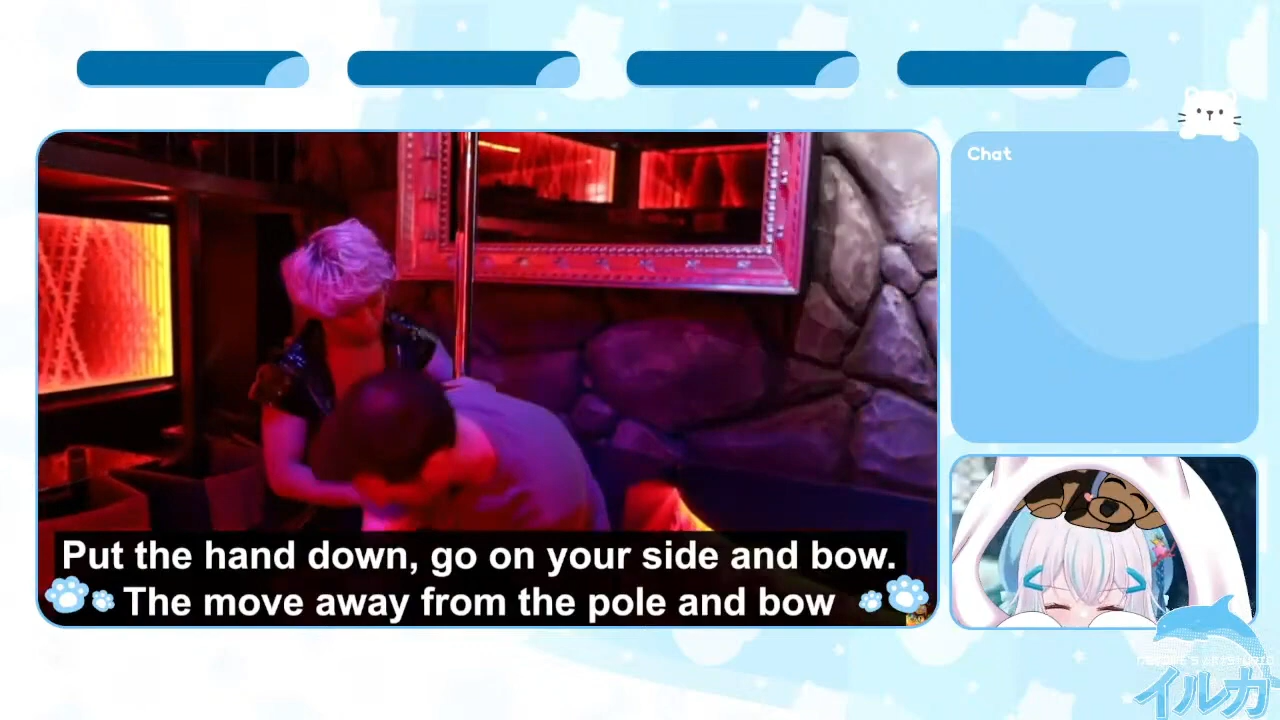 Chat
Put the hand down, go on your side and bow.
The move away from the pole and bow
イルカ